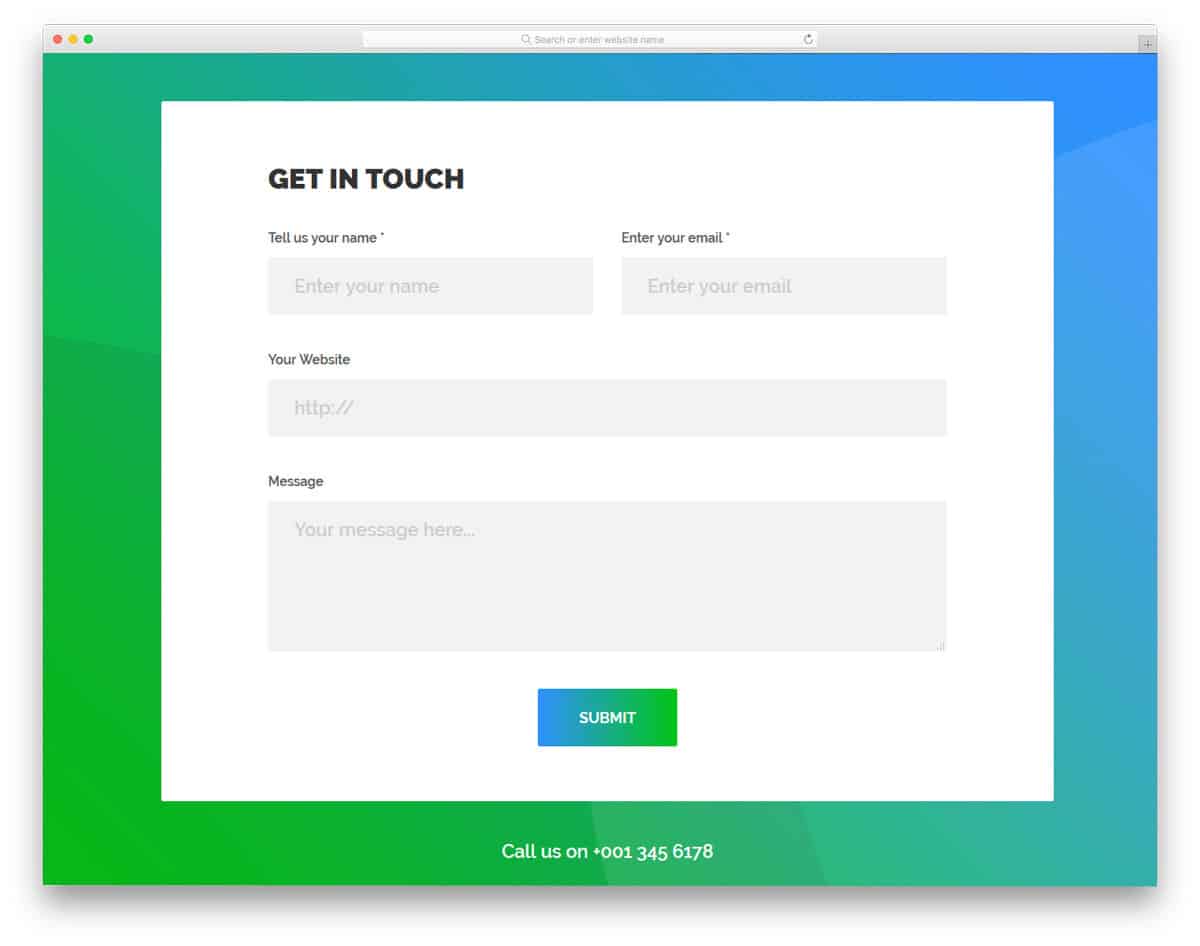 Search or enter website name
GET IN TOUCH
Tell us your name *
Enter your email *
Enter your name
Enter your email
Your Website
http://
Message
Your message here...
SUBMIT
Call us on +001 345 6178